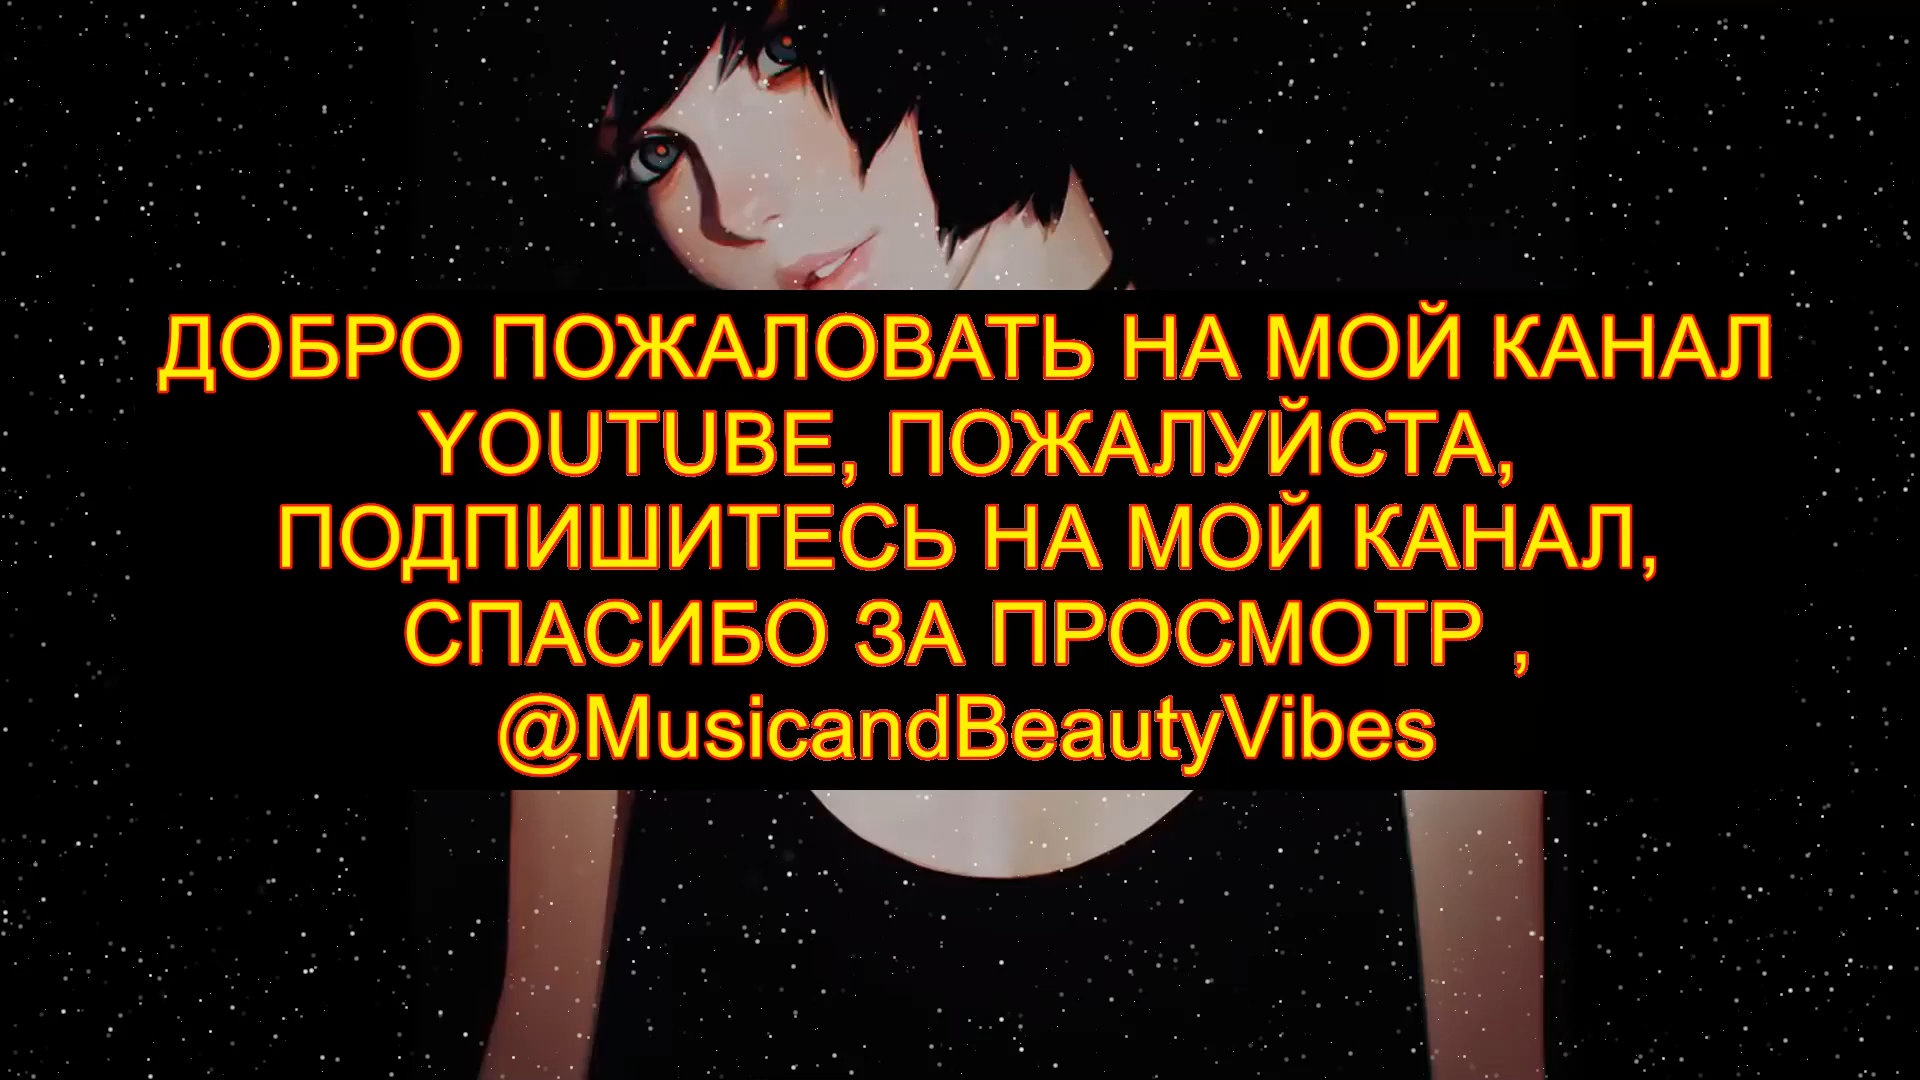 ДОБРО ПОЖАЛОВАТЬ НА МОЙ КАНАЛ
YOUTUBE, ПОЖАЛУЙСТА,
ПОДПИШИТЕСЬ НА МОЙ КАНАЛ,
СПАСИБО ЗА ПРОСМОТР ,
@MusicandBeautyVibes